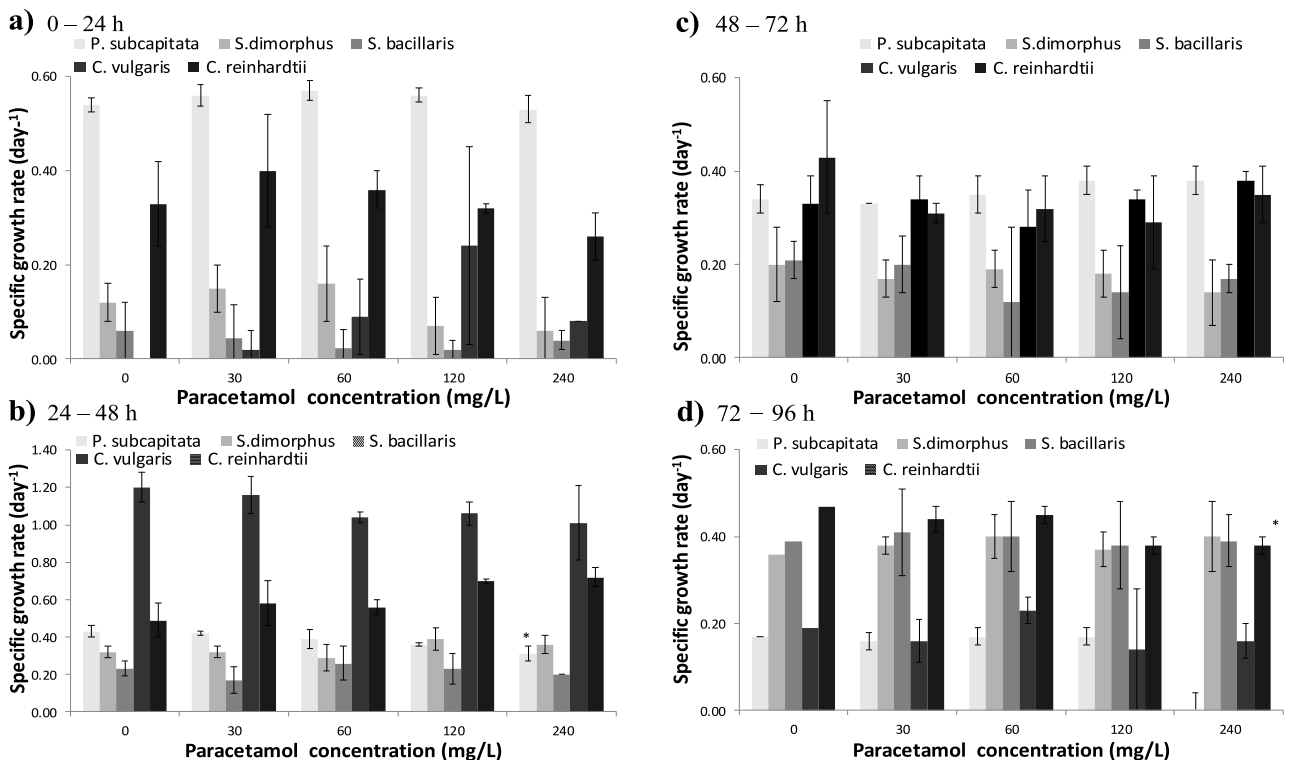 a) 0 – 24 h
P. subcapitata S.dimorphus S. bacillaris
C. vulgaris C. reinhardtii
Specific growth rate (day-1)
0.60
0.40
0.20
0.00
0 30 60 120 240
Paracetamol concentration (mg/L)
b) 24 – 48 h
P. subcapitata S.dimorphus S. bacillaris
C. vulgaris C. reinhardtii
Specific growth rate (day-1)
1.40
1.20
1.00
0.80
0.60
0.40
0.20
0.00
*
0 30 60 120 240
Paracetamol concentration (mg/L)
c) 48 – 72 h
P. subcapitata S.dimorphus S. bacillaris
C. vulgaris C. reinhardtii
Specific growth rate (day-1)
0.60
0.40
0.20
0.00
0 30 60 120 240
Paracetamol concentration (mg/L)
d) 72 – 96 h
P. subcapitata S.dimorphus S. bacillaris
C. vulgaris C. reinhardtii
Specific growth rate (day-1)
0.60
0.40
0.20
0.00
*
0 30 60 120 240
Paracetamol concentration (mg/L)